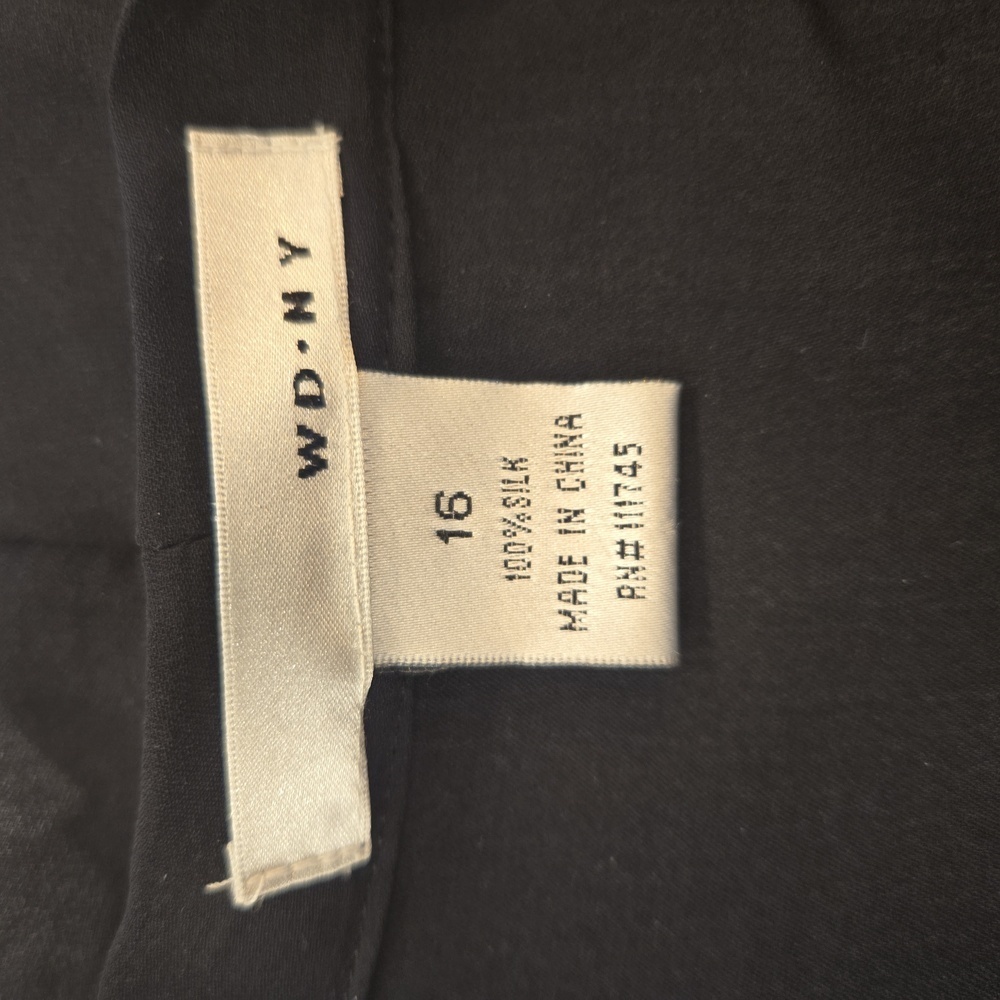 WD•NY
16
100%SILK
MADE IN CHINA
RN#111745